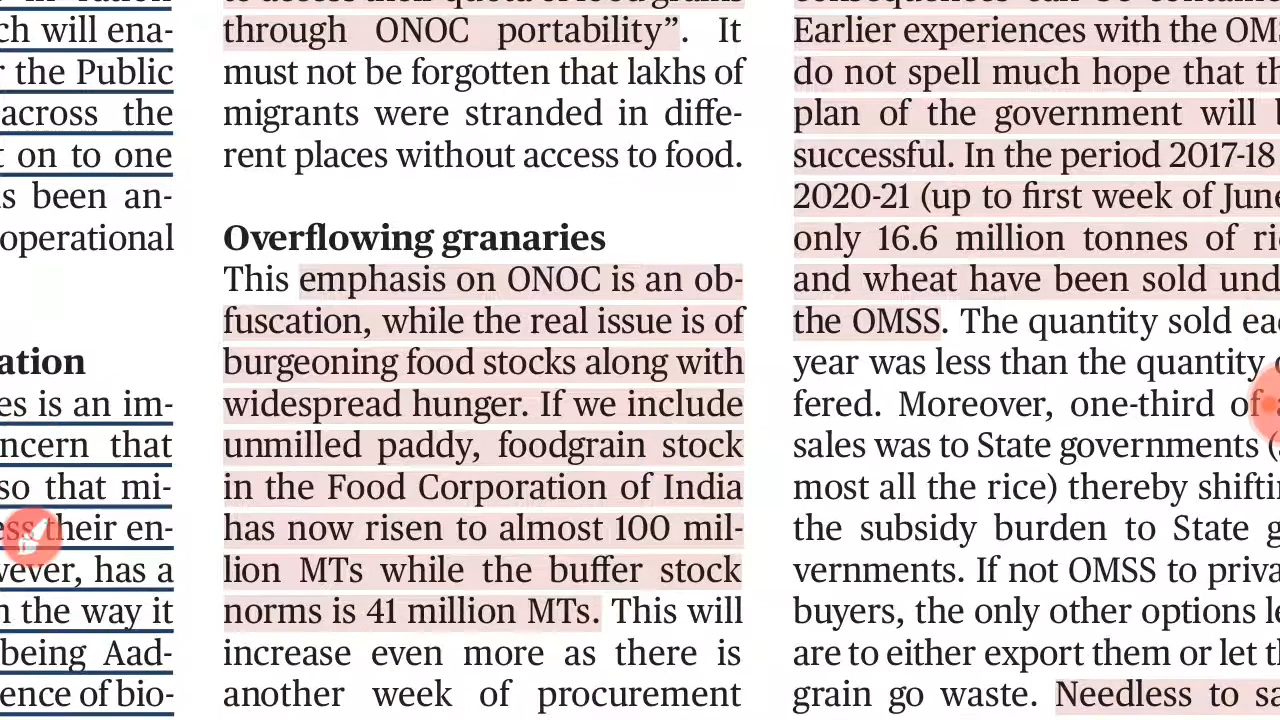 ch will ena-
r the Public
across the
t on to one
s been an-
operational
ation
es is an im-
ncern that
so that mi-
ess their en-
vever, has a
n the way it
being Aad-
ence of bio-
through ONOC portability”. It
must not be forgotten that lakhs of
migrants were stranded in diffe-
rent places without access to food.
Overflowing granaries
This emphasis on ONOC is an ob-
fuscation, while the real issue is of
burgeoning food stocks along with
widespread hunger. If we include
unmilled paddy, foodgrain stock
in the Food Corporation of India
has now risen to almost 100 mil-
lion MTs while the buffer stock
norms is 41 million MTs. This will
increase even more as there is
another week of procurement
Earlier experiences with the OMS
do not spell much hope that th
plan of the government will b
successful. In the period 2017-18
2020-21 (up to first week of June
only 16.6 million tonnes of ri
and wheat have been sold und
the OMSS. The quantity sold ea
year was less than the quantity
fered. Moreover, one-third of
sales was to State governments (a
most all the rice) thereby shifti
the subsidy burden to State g
vernments. If not OMSS to priva
buyers, the only other options le
are to either export them or let th
grain go waste. Needless to sa